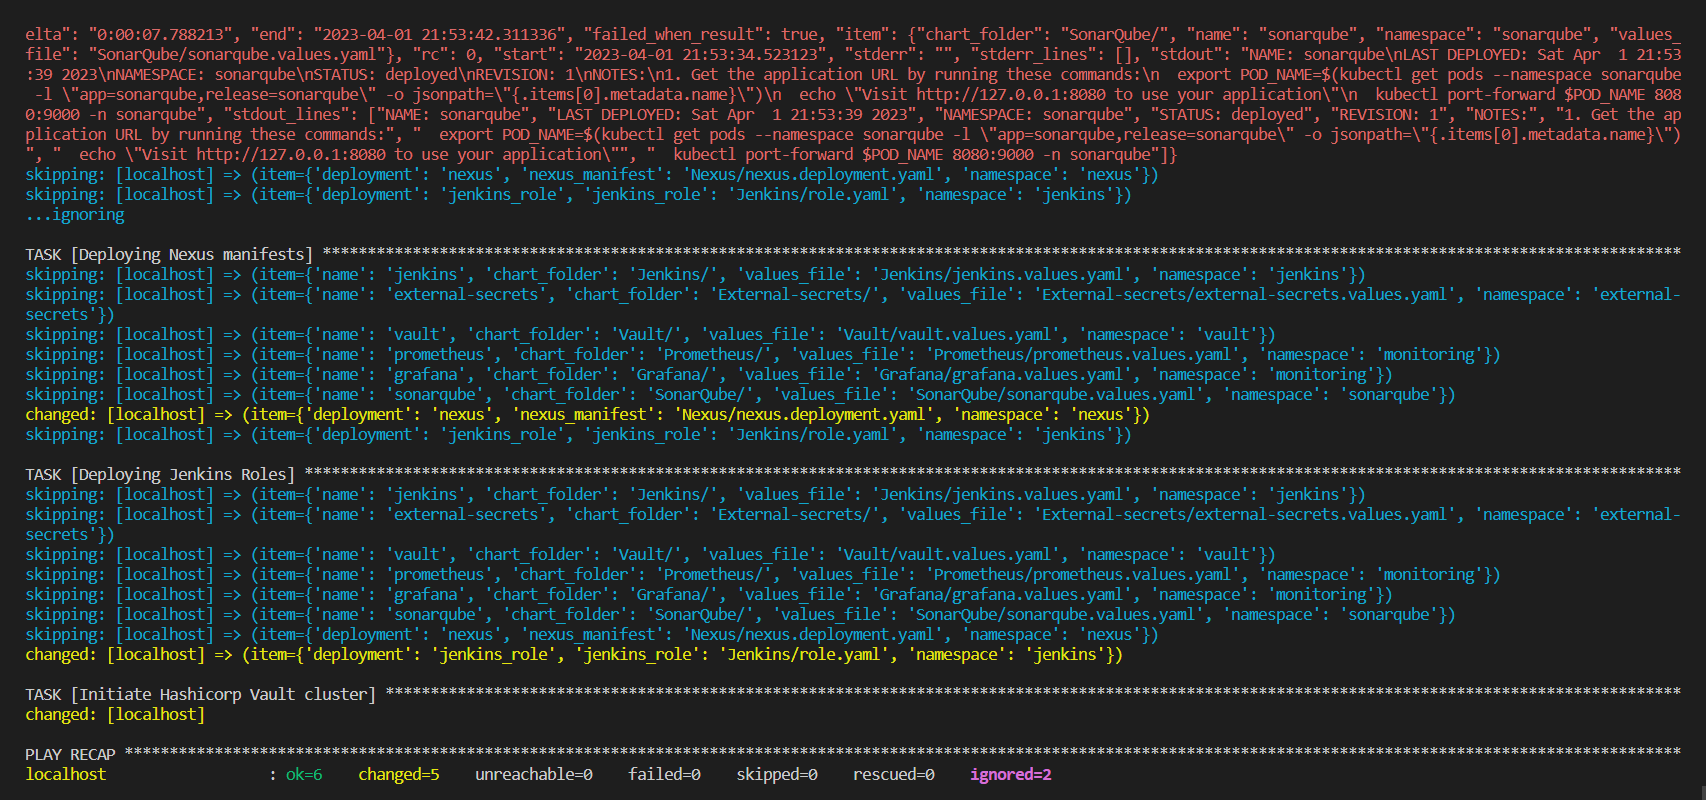 elta": "0:00:07.788213", "end": "2023-04-01 21:53:42.311336", "failed_when_result": true, "item": {"chart_folder": "SonarQube/", "name": "sonarqube", "namespace": "sonarqube", "values_
file": "SonarQube/sonarqube.values.yaml"}, "rc": 0, "start": "2023-04-01 21:53:34.523123", "stderr": "", "stderr_lines": [], "stdout": "NAME: sonarqube\nLAST DEPLOYED: Sat Apr  1 21:53
:39 2023\nNAMESPACE: sonarqube\nSTATUS: deployed\nREVISION: 1\nNOTES:\n1. Get the application URL by running these commands:\n  export POD_NAME=$(kubectl get pods --namespace sonarqube
 -l \"app=sonarqube,release=sonarqube\" -o jsonpath=\"{.items[0].metadata.name}\")\n  echo \"Visit http://127.0.0.1:8080 to use your application\"\n  kubectl port-forward $POD_NAME 808
0:9000 -n sonarqube", "stdout_lines": ["NAME: sonarqube", "LAST DEPLOYED: Sat Apr  1 21:53:39 2023", "NAMESPACE: sonarqube", "STATUS: deployed", "REVISION: 1", "NOTES:", "1. Get the ap
plication URL by running these commands:", "  export POD_NAME=$(kubectl get pods --namespace sonarqube -l \"app=sonarqube,release=sonarqube\" -o jsonpath=\"{.items[0].metadata.name}\")
", "  echo \"Visit http://127.0.0.1:8080 to use your application\"", "  kubectl port-forward $POD_NAME 8080:9000 -n sonarqube"]}
skipping: [localhost] => (item={'deployment': 'nexus', 'nexus_manifest': 'Nexus/nexus.deployment.yaml', 'namespace': 'nexus'})
skipping: [localhost] => (item={'deployment': 'jenkins_role', 'jenkins_role': 'Jenkins/role.yaml', 'namespace': 'jenkins'})
...ignoring
TASK [Deploying Nexus manifests] *******************************************************************************************************************************************************
skipping: [localhost] => (item={'name': 'jenkins', 'chart_folder': 'Jenkins/', 'values_file': 'Jenkins/jenkins.values.yaml', 'namespace': 'jenkins'})
skipping: [localhost] => (item={'name': 'external-secrets', 'chart_folder': 'External-secrets/', 'values_file': 'External-secrets/external-secrets.values.yaml', 'namespace': 'external-
secrets'})
skipping: [localhost] => (item={'name': 'vault', 'chart_folder': 'Vault/', 'values_file': 'Vault/vault.values.yaml', 'namespace': 'vault'})
skipping: [localhost] => (item={'name': 'prometheus', 'chart_folder': 'Prometheus/', 'values_file': 'Prometheus/prometheus.values.yaml', 'namespace': 'monitoring'})
skipping: [localhost] => (item={'name': 'grafana', 'chart_folder': 'Grafana/', 'values_file': 'Grafana/grafana.values.yaml', 'namespace': 'monitoring'})
skipping: [localhost] => (item={'name': 'sonarqube', 'chart_folder': 'SonarQube/', 'values_file': 'SonarQube/sonarqube.values.yaml', 'namespace': 'sonarqube'})
changed: [localhost] => (item={'deployment': 'nexus', 'nexus_manifest': 'Nexus/nexus.deployment.yaml', 'namespace': 'nexus'})
skipping: [localhost] => (item={'deployment': 'jenkins_role', 'jenkins_role': 'Jenkins/role.yaml', 'namespace': 'jenkins'})
TASK [Deploying Jenkins Roles] *********************************************************************************************************************************************************
skipping: [localhost] => (item={'name': 'jenkins', 'chart_folder': 'Jenkins/', 'values_file': 'Jenkins/jenkins.values.yaml', 'namespace': 'jenkins'})
skipping: [localhost] => (item={'name': 'external-secrets', 'chart_folder': 'External-secrets/', 'values_file': 'External-secrets/external-secrets.values.yaml', 'namespace': 'external-
secrets'})
skipping: [localhost] => (item={'name': 'vault', 'chart_folder': 'Vault/', 'values_file': 'Vault/vault.values.yaml', 'namespace': 'vault'})
skipping: [localhost] => (item={'name': 'prometheus', 'chart_folder': 'Prometheus/', 'values_file': 'Prometheus/prometheus.values.yaml', 'namespace': 'monitoring'})
skipping: [localhost] => (item={'name': 'grafana', 'chart_folder': 'Grafana/', 'values_file': 'Grafana/grafana.values.yaml', 'namespace': 'monitoring'})
skipping: [localhost] => (item={'name': 'sonarqube', 'chart_folder': 'SonarQube/', 'values_file': 'SonarQube/sonarqube.values.yaml', 'namespace': 'sonarqube'})
skipping: [localhost] => (item={'deployment': 'nexus', 'nexus_manifest': 'Nexus/nexus.deployment.yaml', 'namespace': 'nexus'})
changed: [localhost] => (item={'deployment': 'jenkins_role', 'jenkins_role': 'Jenkins/role.yaml', 'namespace': 'jenkins'})
TASK [Initiate Hashicorp Vault cluster] ************************************************************************************************************************************************
changed: [localhost]
PLAY RECAP *****************************************************************************************************************************************************************************
localhost                  : ok=6    changed=5    unreachable=0    failed=0    skipped=0    rescued=0    ignored=2